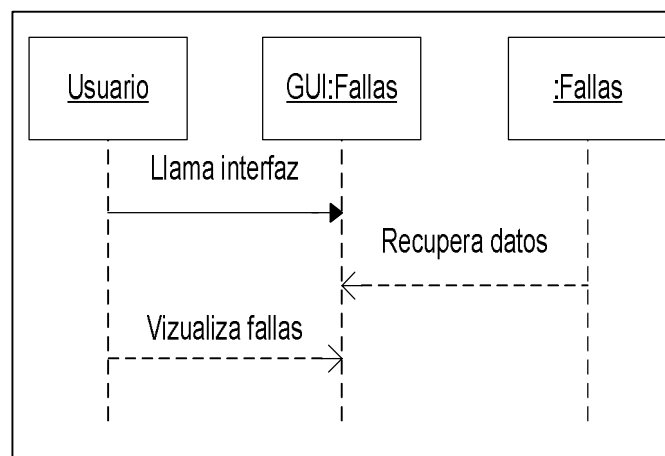 Usuario
GUI:Fallas
:Fallas
Llama interfaz
Recupera datos
Vizualiza fallas